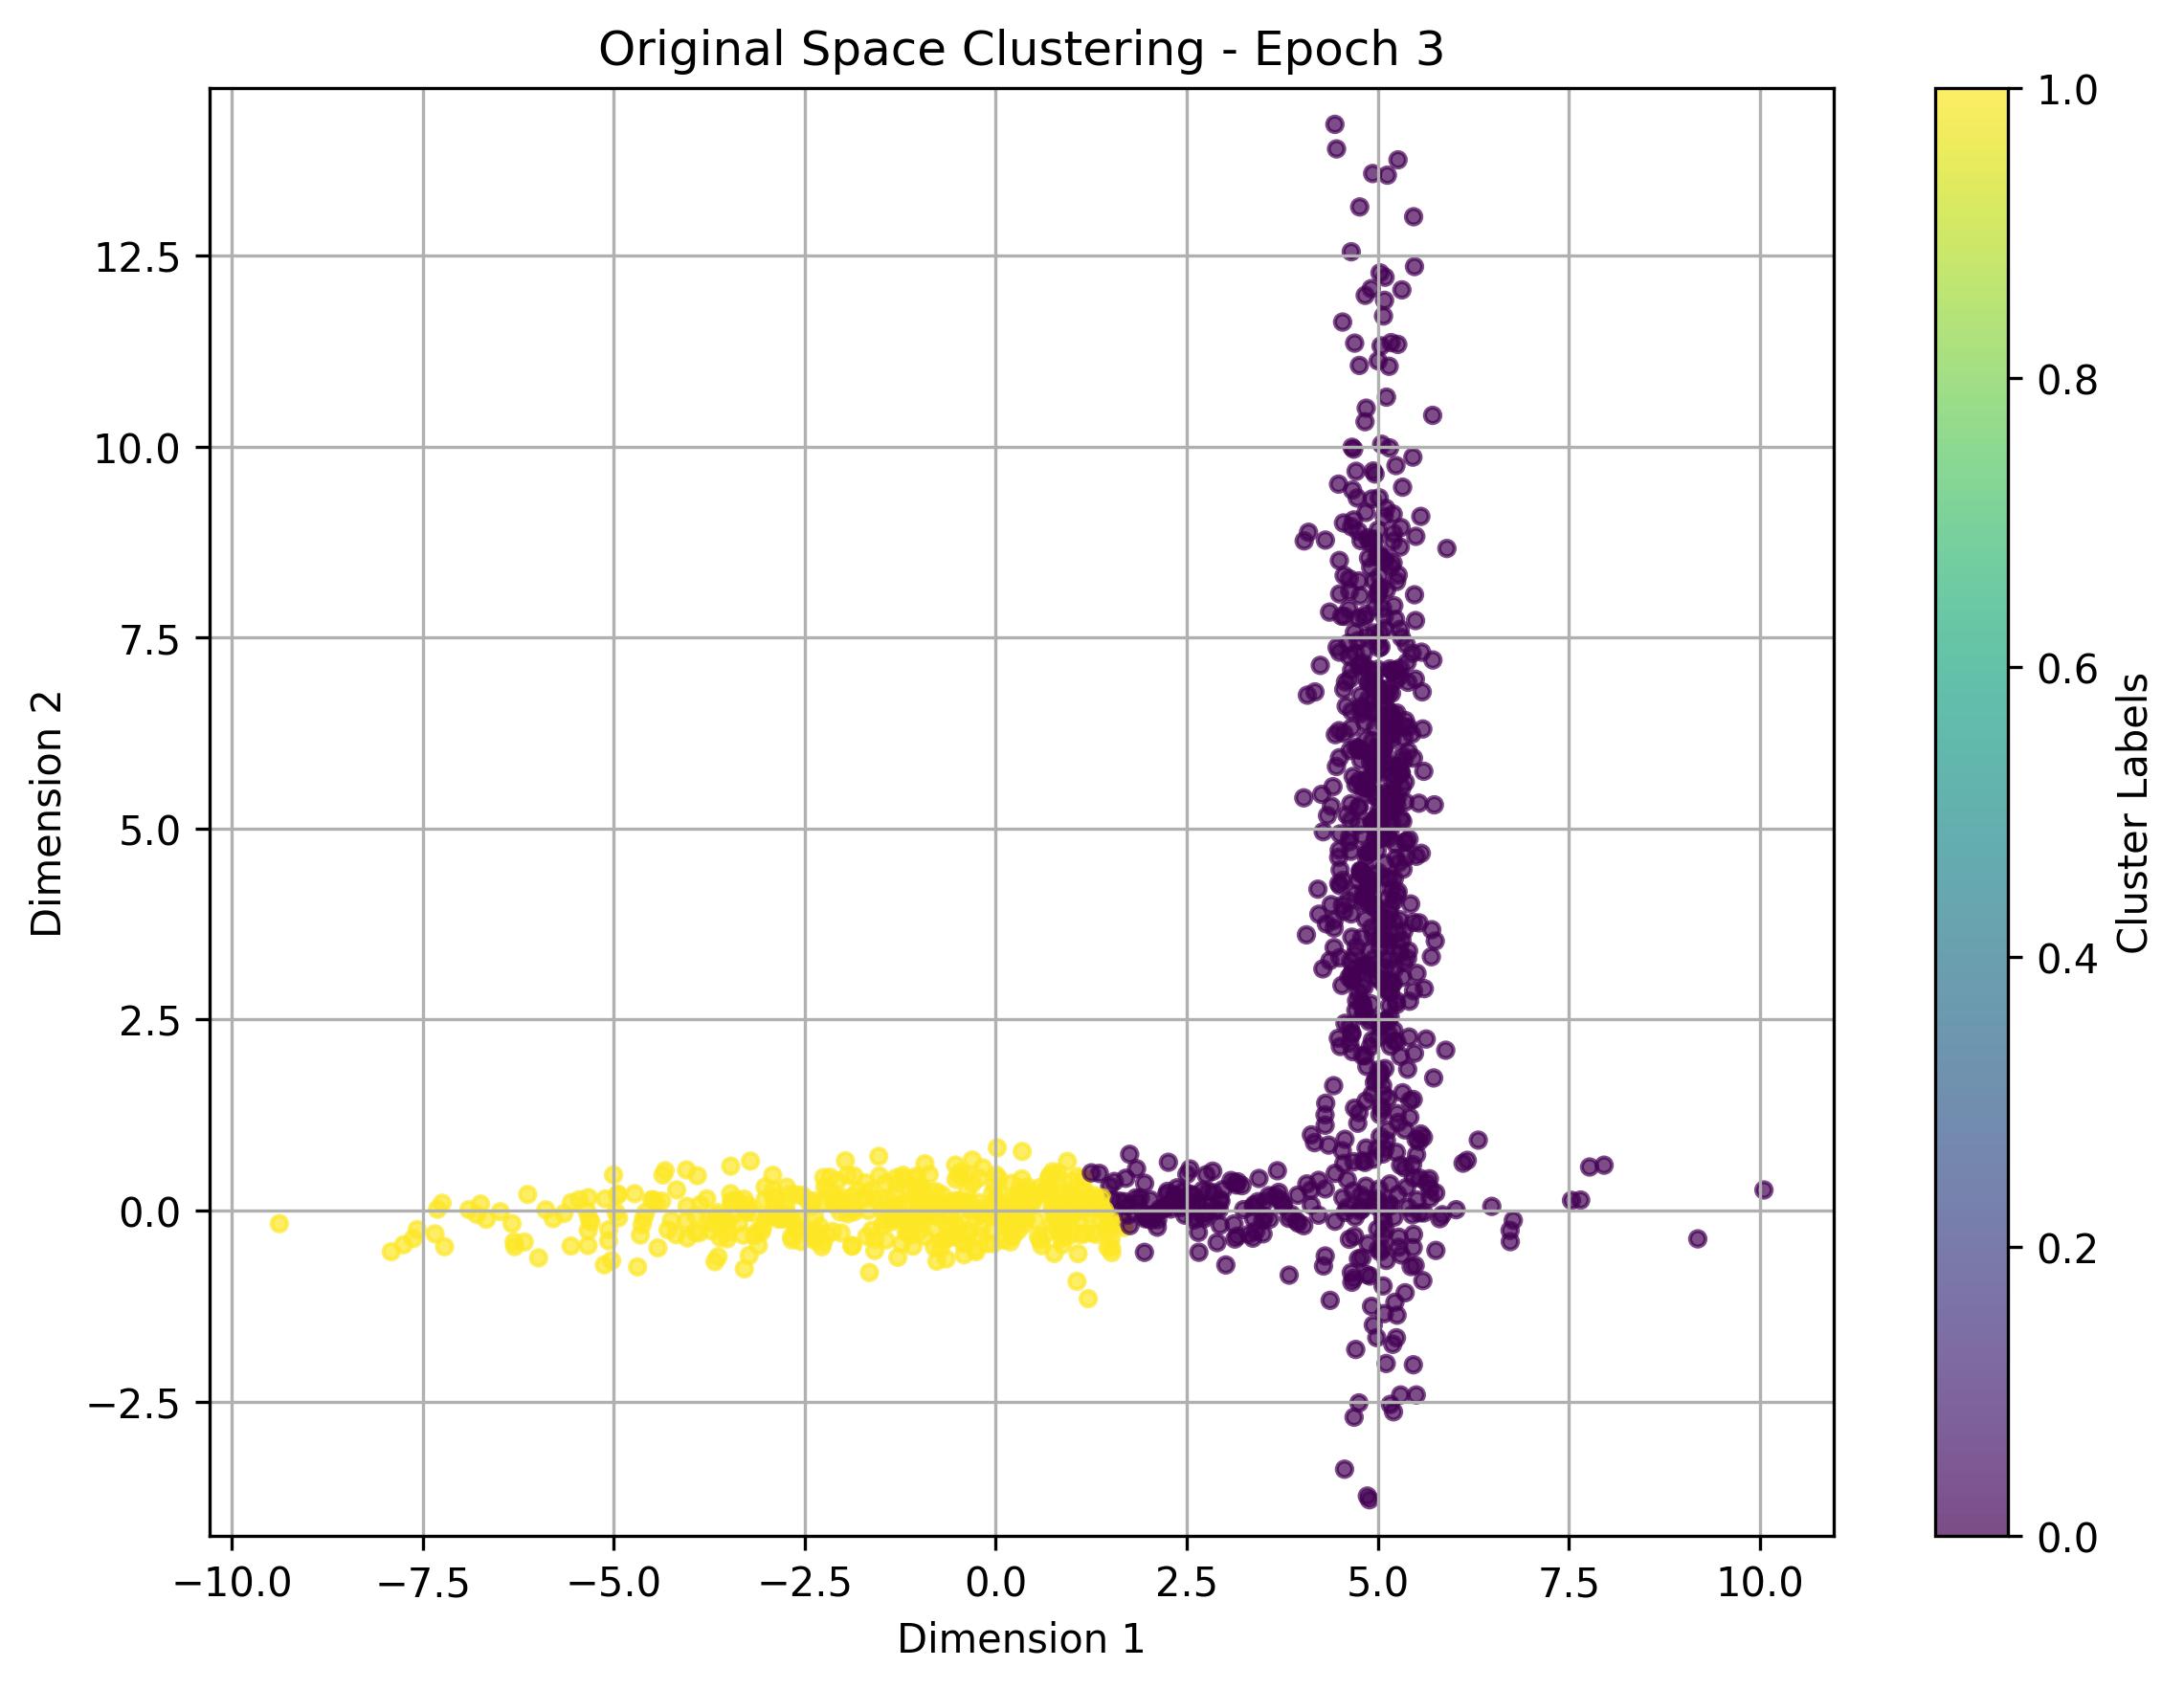 Original Space Clustering - Epoch 3
12.5
10.0
7.5
5.0
2.5
0.0
−2.5
Dimension 2
−10.0 −7.5 −5.0 −2.5 0.0 2.5 5.0 7.5 10.0
Dimension 1
1.0
0.8
0.6
0.4
0.2
0.0
Cluster Labels